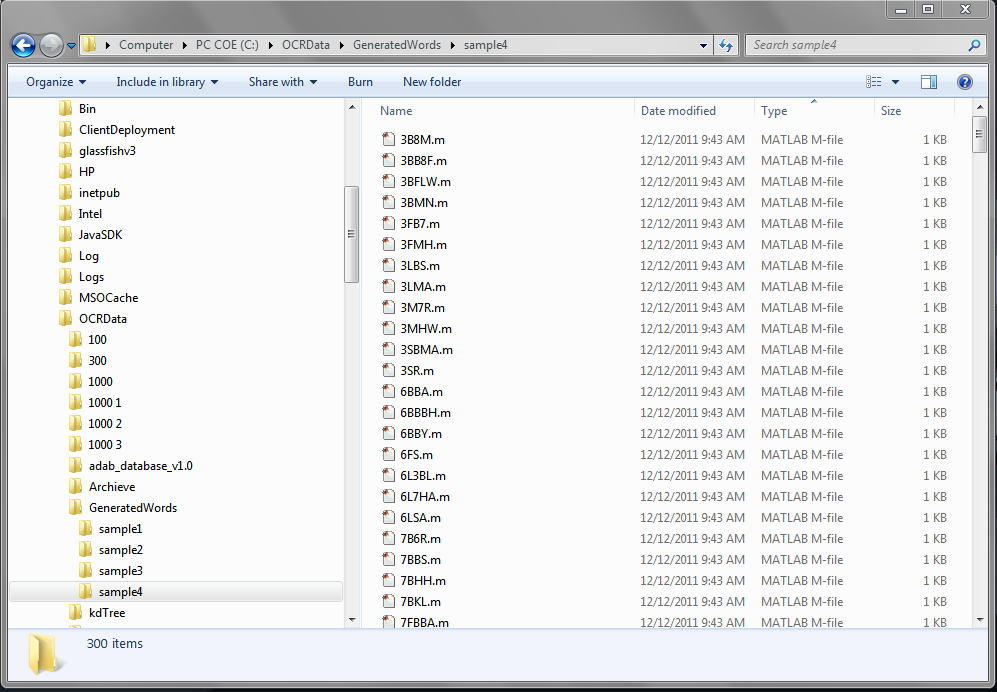 Computer PC COE (C:) OCRData GeneratedWords sample4 Search sample4
Organize Include in library Share with Burn New folder
Bin
ClientDeployment
glassfishv3
HP
inetpub
Intel
JavaSDK
Log
Logs
MSOCache
OCRData
100
300
1000
1000 1
1000 2
1000 3
adab_database_v1.0
Archieve
GeneratedWords
sample1
sample2
sample3
sample4
kdTree
Name Date modified Type Size
3B8M.m 12/12/2011 9:43 AM MATLAB M-file 1 KB
3BB8F.m 12/12/2011 9:43 AM MATLAB M-file 1 KB
3BFLW.m 12/12/2011 9:43 AM MATLAB M-file 1 KB
3BMN.m 12/12/2011 9:43 AM MATLAB M-file 1 KB
3FB7.m 12/12/2011 9:43 AM MATLAB M-file 1 KB
3FMH.m 12/12/2011 9:43 AM MATLAB M-file 1 KB
3LBS.m 12/12/2011 9:43 AM MATLAB M-file 1 KB
3LMA.m 12/12/2011 9:43 AM MATLAB M-file 1 KB
3M7R.m 12/12/2011 9:43 AM MATLAB M-file 1 KB
3MHW.m 12/12/2011 9:43 AM MATLAB M-file 1 KB
3SBMA.m 12/12/2011 9:43 AM MATLAB M-file 1 KB
3SR.m 12/12/2011 9:43 AM MATLAB M-file 1 KB
6BBA.m 12/12/2011 9:43 AM MATLAB M-file 1 KB
6BBBH.m 12/12/2011 9:43 AM MATLAB M-file 1 KB
6BBY.m 12/12/2011 9:43 AM MATLAB M-file 1 KB
6FS.m 12/12/2011 9:43 AM MATLAB M-file 1 KB
6L3BL.m 12/12/2011 9:43 AM MATLAB M-file 1 KB
6L7HA.m 12/12/2011 9:43 AM MATLAB M-file 1 KB
6LSA.m 12/12/2011 9:43 AM MATLAB M-file 1 KB
7B6R.m 12/12/2011 9:43 AM MATLAB M-file 1 KB
7BBS.m 12/12/2011 9:43 AM MATLAB M-file 1 KB
7BHH.m 12/12/2011 9:43 AM MATLAB M-file 1 KB
7BKL.m 12/12/2011 9:43 AM MATLAB M-file 1 KB
7FBBA.m 12/12/2011 9:43 AM MATLAB M-file 1 KB
300 items